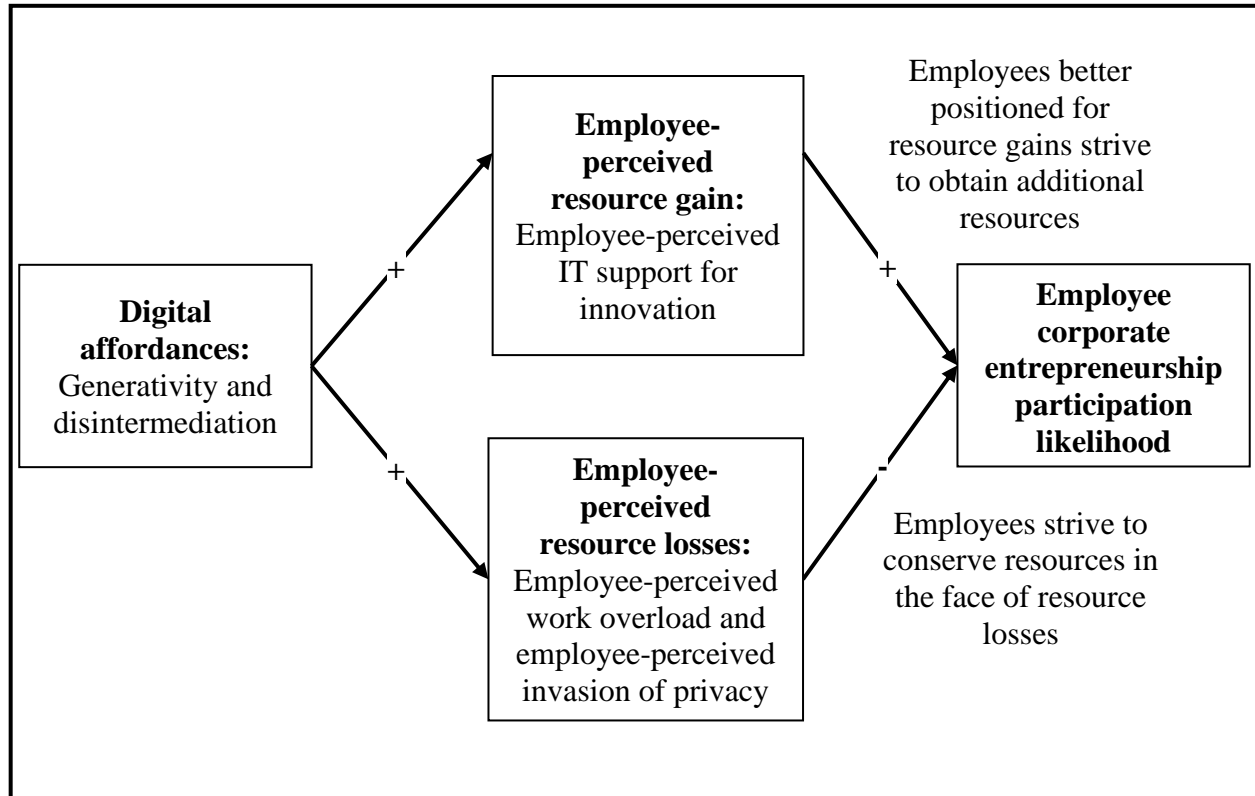 Digital
affordances:
Generativity and
disintermediation
+
+
Employee-
perceived
resource gain:
Employee-perceived
IT support for
innovation
Employee-
perceived
resource losses:
Employee-perceived
work overload and
employee-perceived
invasion of privacy
Employees better
positioned for
resource gains strive
to obtain additional
resources
+
-
Employee
corporate
entrepreneurship
participation
likelihood
Employees strive to
conserve resources in
the face of resource
losses